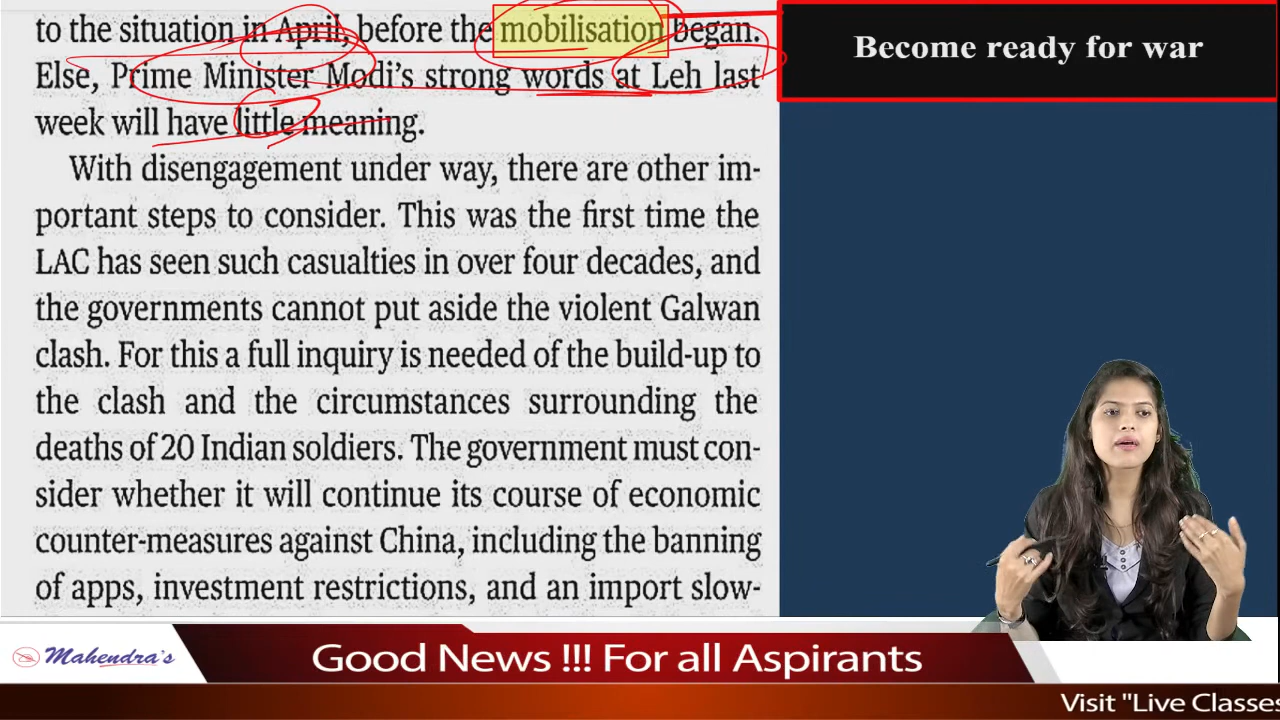 to the situation in April, before the mobilisation began.
Else, Prime Minister Modi's strong words at Leh last
week will have little meaning.
With disengagement under way, there are other im-
portant steps to consider. This was the first time the
LAC has seen such casualties in over four decades, and
the governments cannot put aside the violent Galwan
clash. For this a full inquiry is needed of the build-up to
the clash and the circumstances surrounding the
deaths of 20 Indian soldiers. The government must con-
sider whether it will continue its course of economic
counter-measures against China, including the banning
of apps, investment restrictions, and an import slow-
Become ready for war
Mahendra's
Good News !!! For all Aspirants
Visit "Live Classes